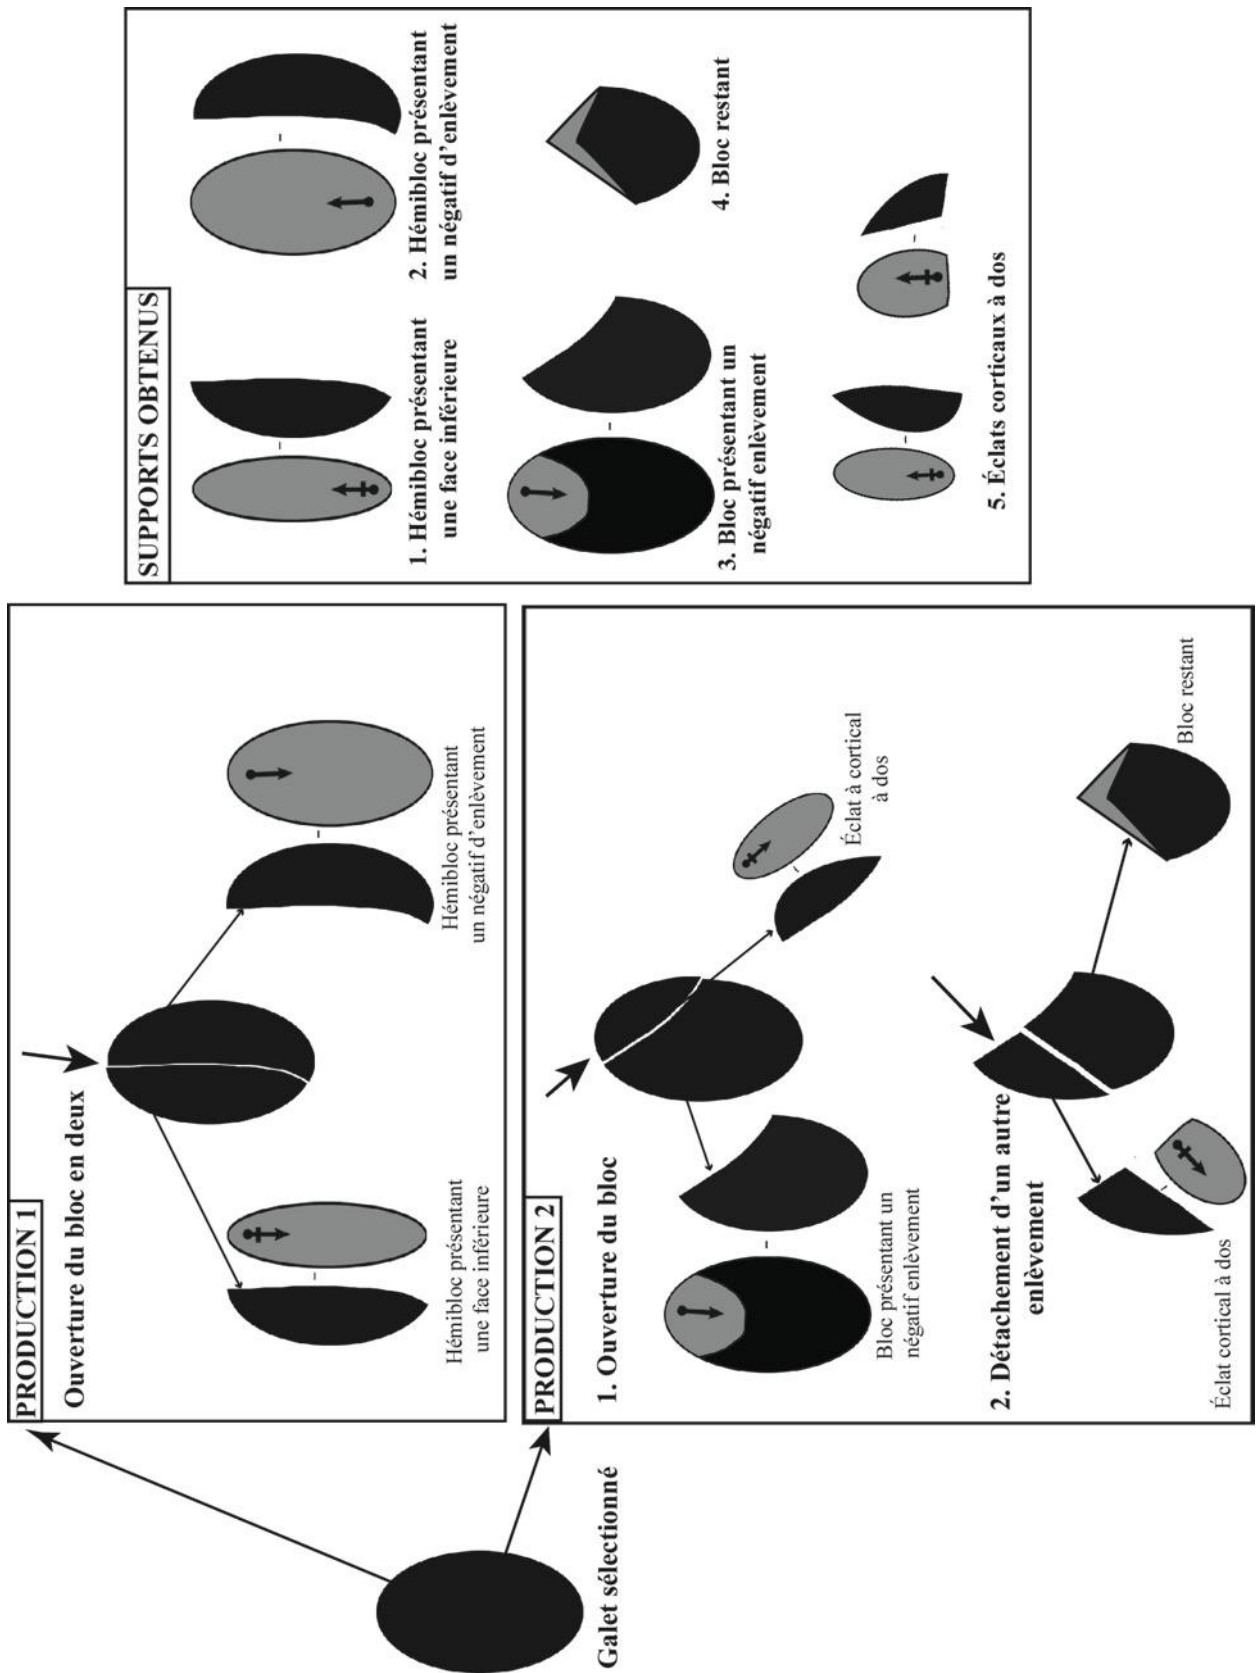 Galet sélectionné
PRODUCTION 1
Ouverture du bloc en deux
Hémibloc présentant
une face inférieure
Hémibloc présentant
un négatif d'enlèvement
PRODUCTION 2
1. Ouverture du bloc
Bloc présentant un
négatif enlèvement
Éclat à cortical
à dos
2. Détachement d'un autre
enlèvement
Éclat cortical à dos
Bloc restant
SUPPORTS OBTENUS
1. Hémibloc présentant
une face inférieure
2. Hémibloc présentant
un négatif d'enlèvement
3. Bloc présentant un
négatif enlèvement
4. Bloc restant
5. Éclats corticaux à dos